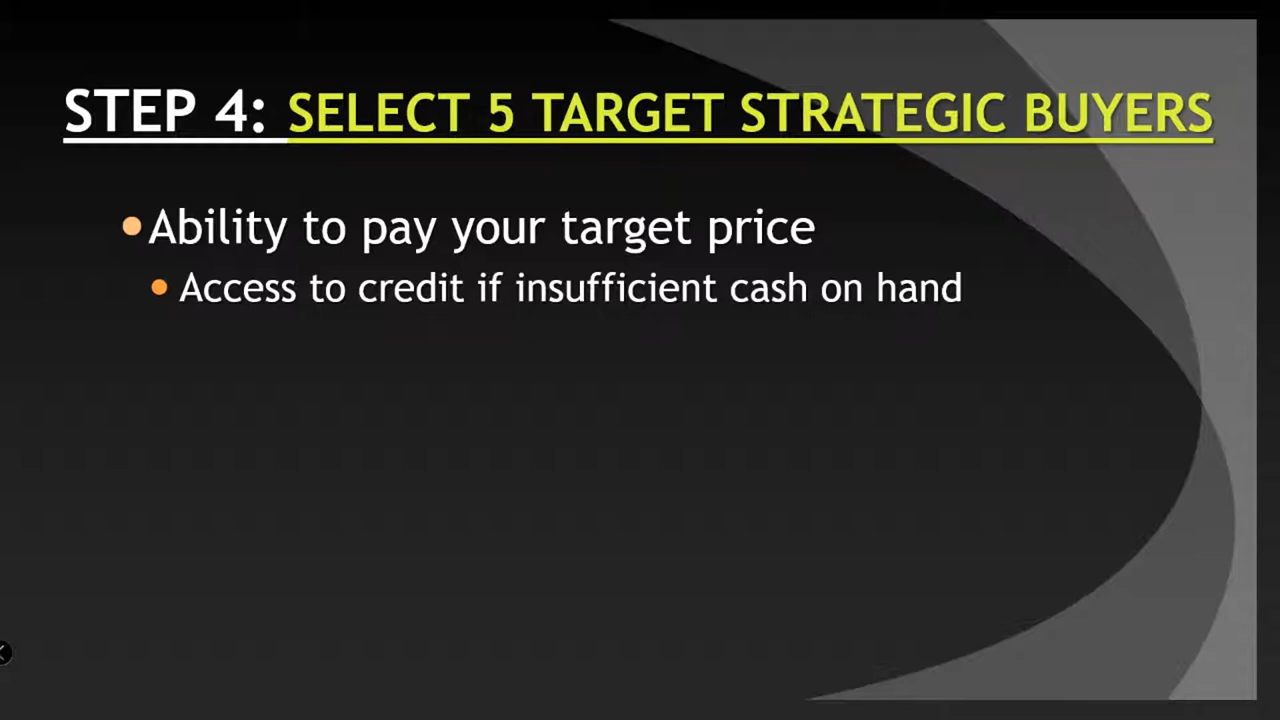 STEP 4: SELECT 5 TARGET STRATEGIC BUYERS
Ability to pay your target price
Access to credit if insufficient cash on hand